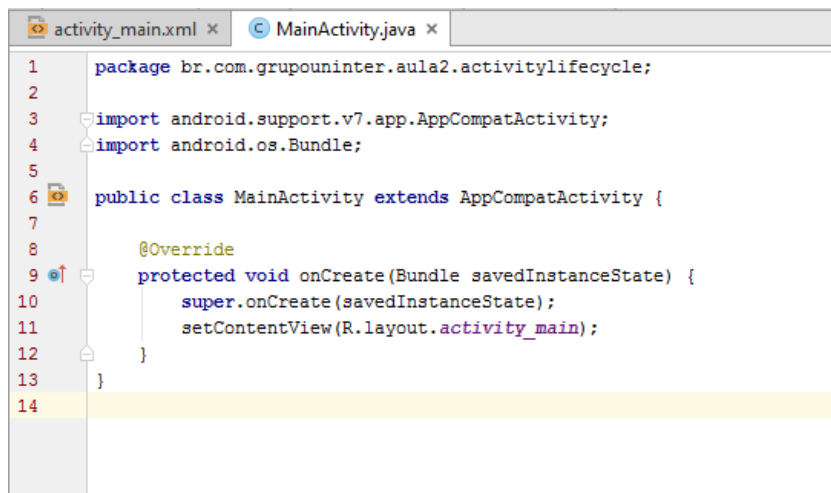 activity_main.xml × MainActivity.java ×
1 package br.com.grupouninter.aula2.activitylifecycle;
2
3 import android.support.v7.app.AppCompatActivity;
4 import android.os.Bundle;
5
6 public class MainActivity extends AppCompatActivity {
7
8     @Override
9     protected void onCreate(Bundle savedInstanceState) {
10         super.onCreate(savedInstanceState);
11         setContentView(R.layout.activity_main);
12     }
13 }
14